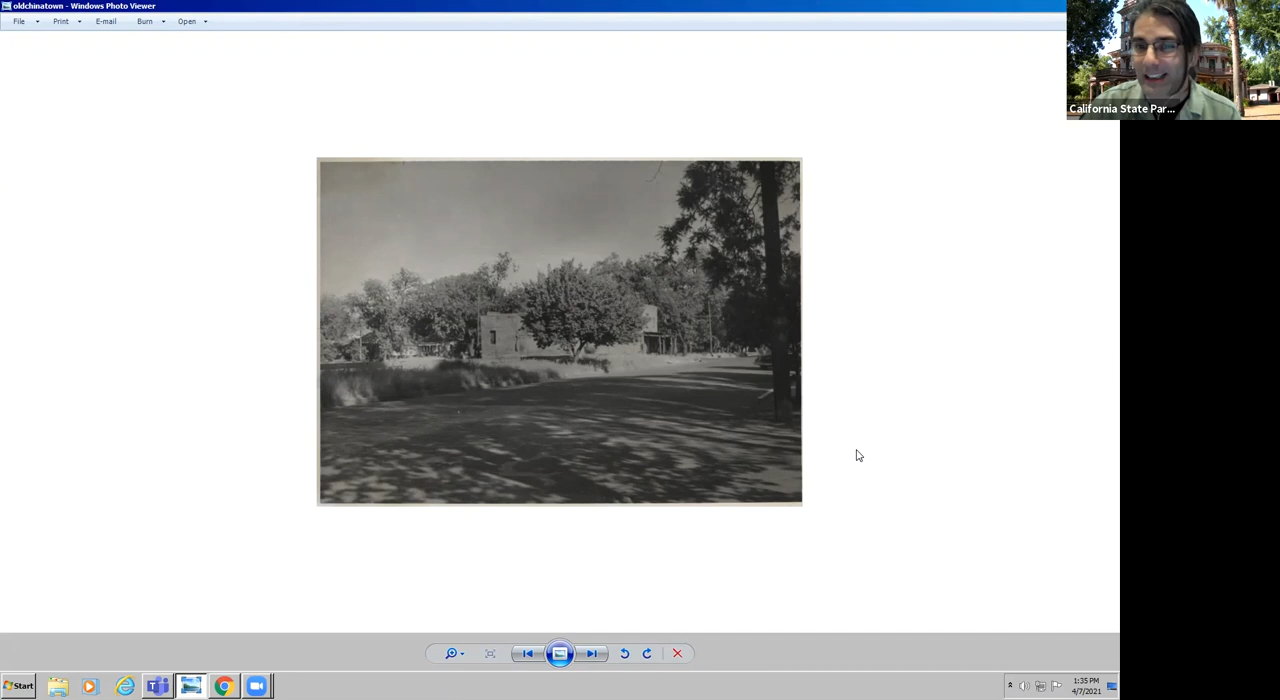 oldchinatown - Windows Photo Viewer
File Print E-mail Burn Open
California State Par...
Start
1:35 PM
4/7/2021